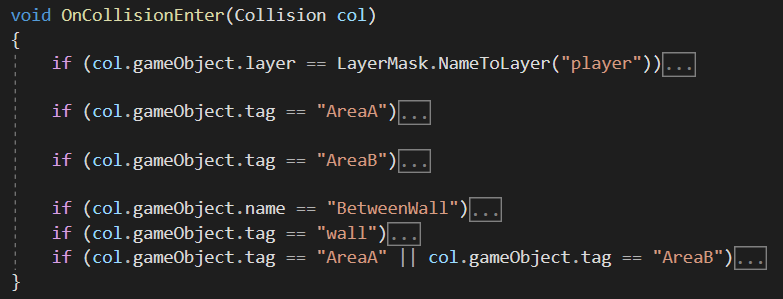 void OnCollisionEnter(Collision col)
{
if (col.gameObject.layer == LayerMask.NameToLayer("player"))...
if (col.gameObject.tag == "AreaA")...
if (col.gameObject.tag == "AreaB")...
if (col.gameObject.name == "BetweenWall")...
if (col.gameObject.tag == "wall")...
if (col.gameObject.tag == "AreaA" || col.gameObject.tag == "AreaB")...
}